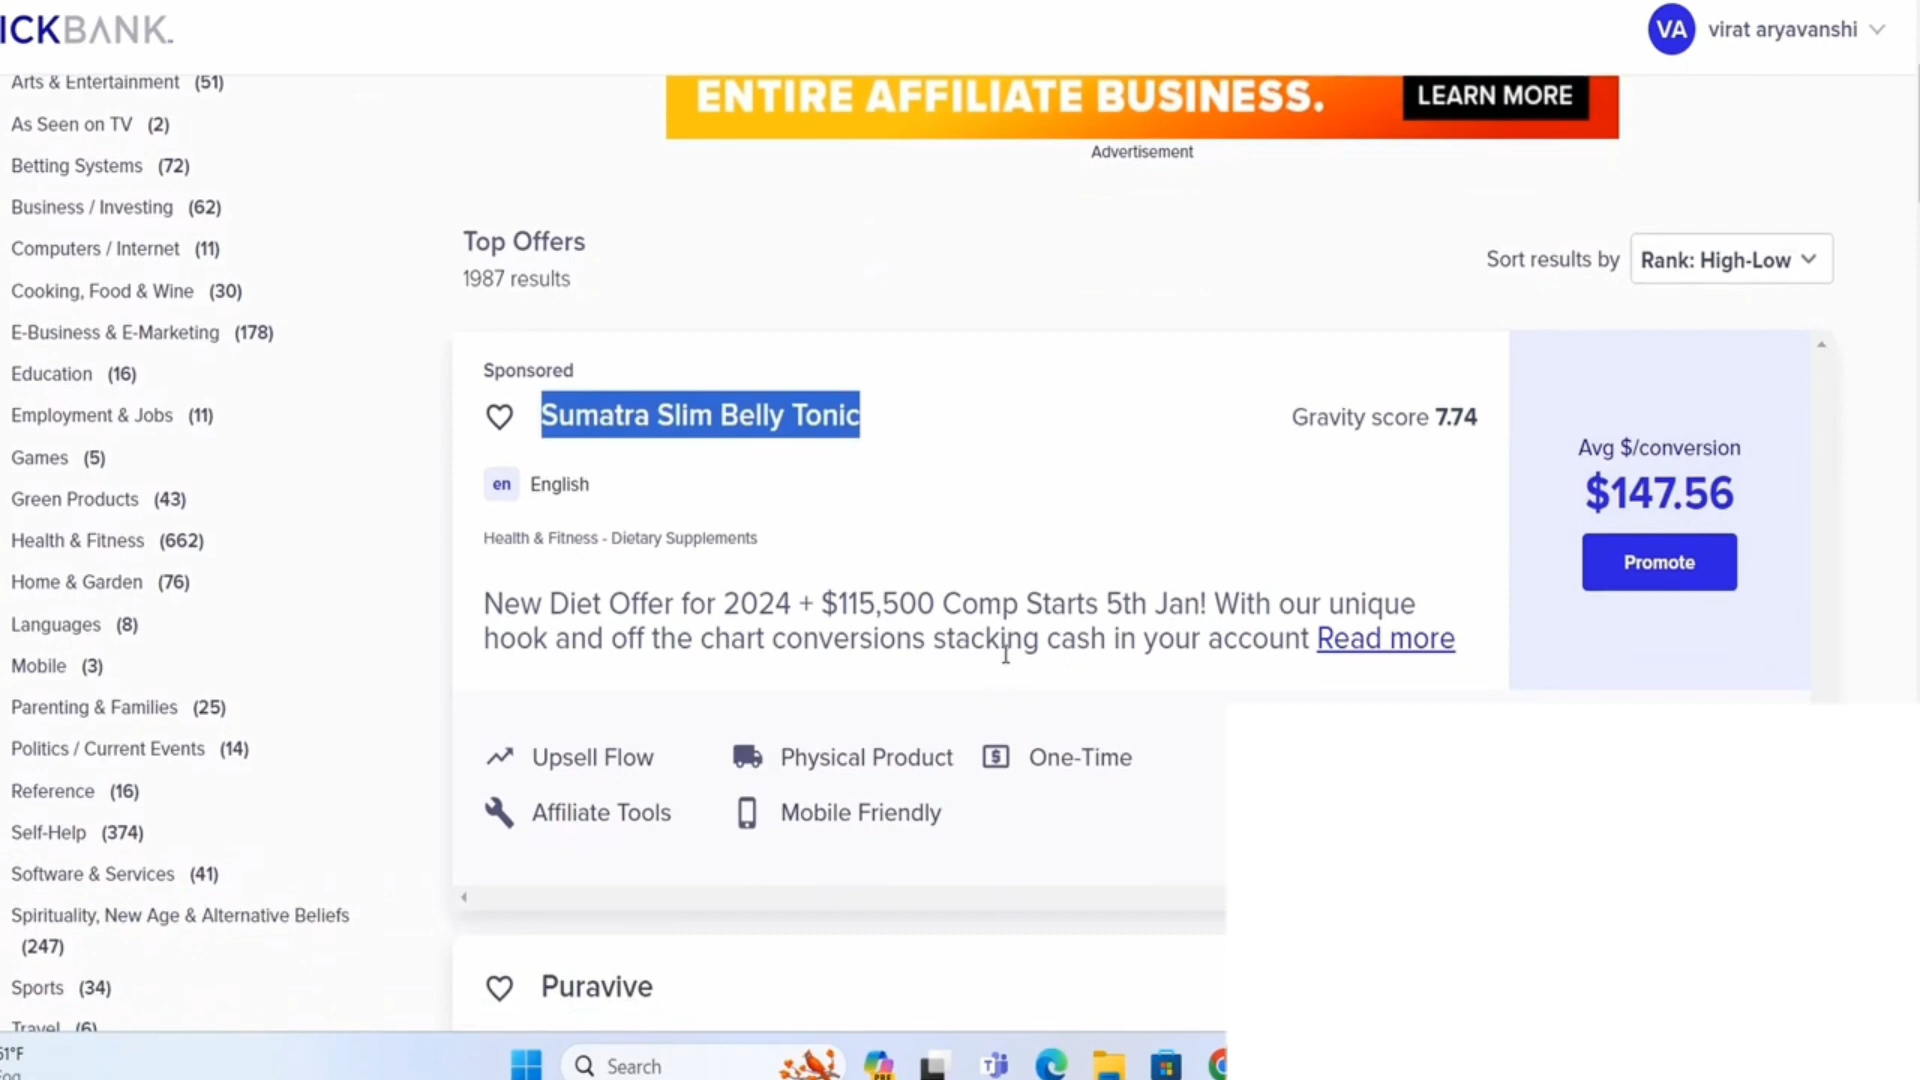 ICKBANK.
VA virat aryavanshi
Arts & Entertainment (51)
As Seen on TV (2)
Betting Systems (72)
Business / Investing (62)
Computers / Internet (11)
Cooking, Food & Wine (30)
E-Business & E-Marketing (178)
Education (16)
Employment & Jobs (11)
Games (5)
Green Products (43)
Health & Fitness (662)
Home & Garden (76)
Languages (8)
Mobile (3)
Parenting & Families (25)
Politics / Current Events (14)
Reference (16)
Self-Help (374)
Software & Services (41)
Spirituality, New Age & Alternative Beliefs
(247)
Sports (34)
Travel (6)
ENTIRE AFFILIATE BUSINESS.
LEARN MORE
Advertisement
Top Offers
1987 results
Sort results by Rank: High-Low
Sponsored
Sumatra Slim Belly Tonic
Gravity score 7.74
en English
Health & Fitness - Dietary Supplements
New Diet Offer for 2024 + $115,500 Comp Starts 5th Jan! With our unique
hook and off the chart conversions stacking cash in your account Read more
Avg $/conversion
$147.56
Promote
Upsell Flow Physical Product One-Time
Affiliate Tools Mobile Friendly
Puravive
51°F
Fog
Search
PRE